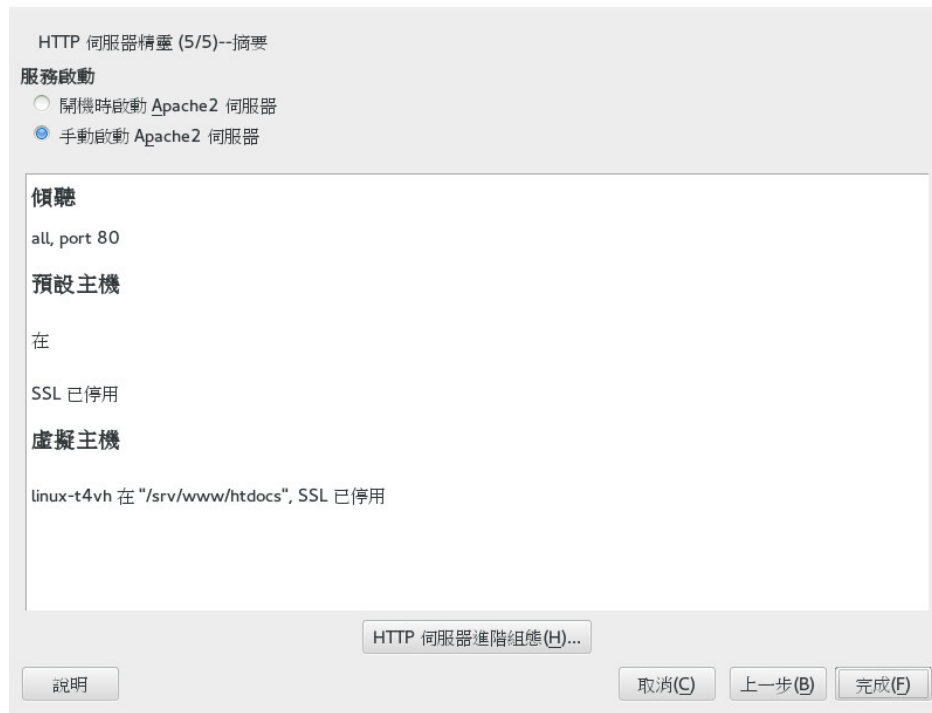 HTTP 伺服器精靈 (5/5)--摘要
服務啟動
開機時啟動 Apache2 伺服器
手動啟動 Apache2 伺服器
傾聽
all, port 80
預設主機
在
SSL 已停用
虛擬主機
linux-t4vh 在 "/srv/www/htdocs", SSL 已停用
HTTP 伺服器進階組態(H)...
說明
取消(C)
上一步(B)
完成(F)